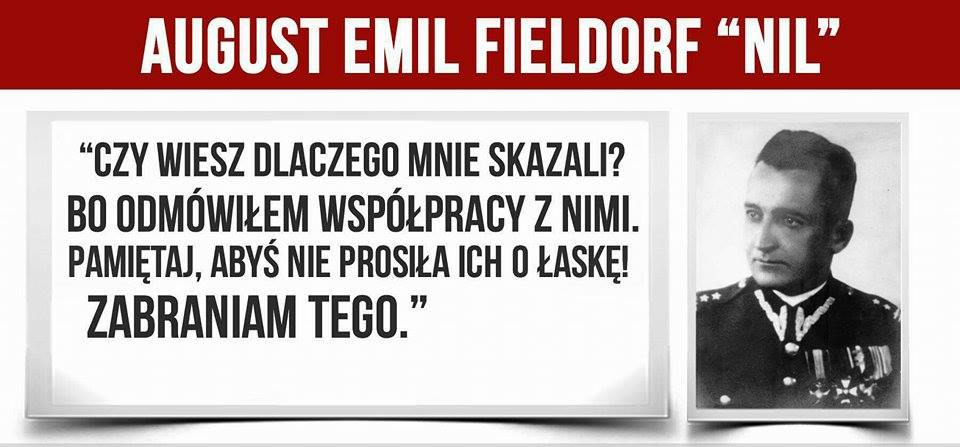 AUGUST EMIL FIELDORF “NIL”
“CZY WIESZ DLACZEGO MNIE SKAZALI?
BO ODMÓWIŁEM WSPÓŁPRACY Z NIMI.
PAMIĘTAJ, ABYŚ NIE PROSIŁA ICH O ŁASKĘ!
ZABRANIAM TEGO.”